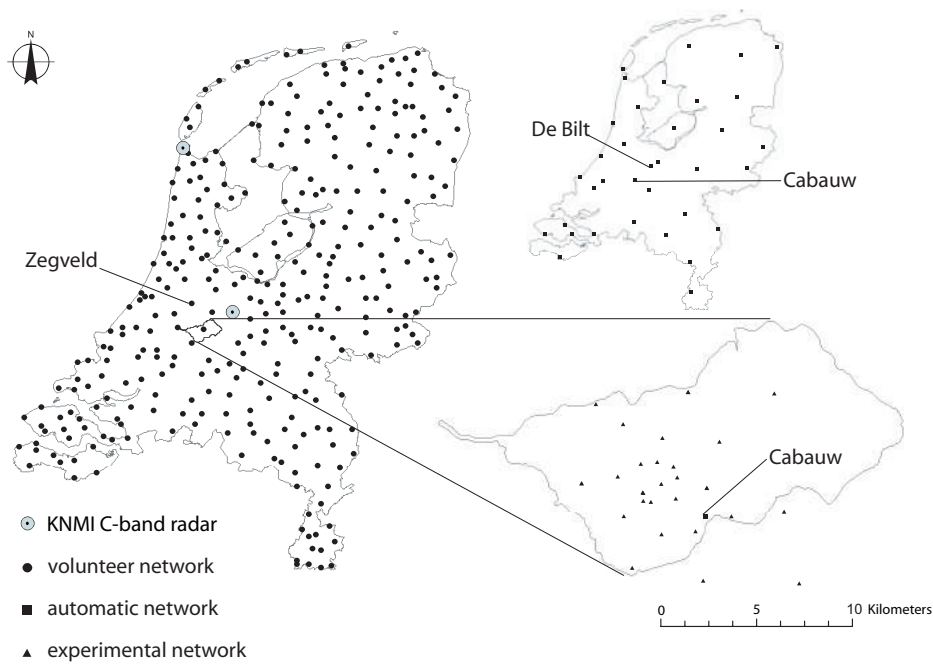 N
De Bilt
Cabauw
Zegveld
Cabauw
KNMI C-band radar
volunteer network
automatic network
experimental network
0 5 10 Kilometers